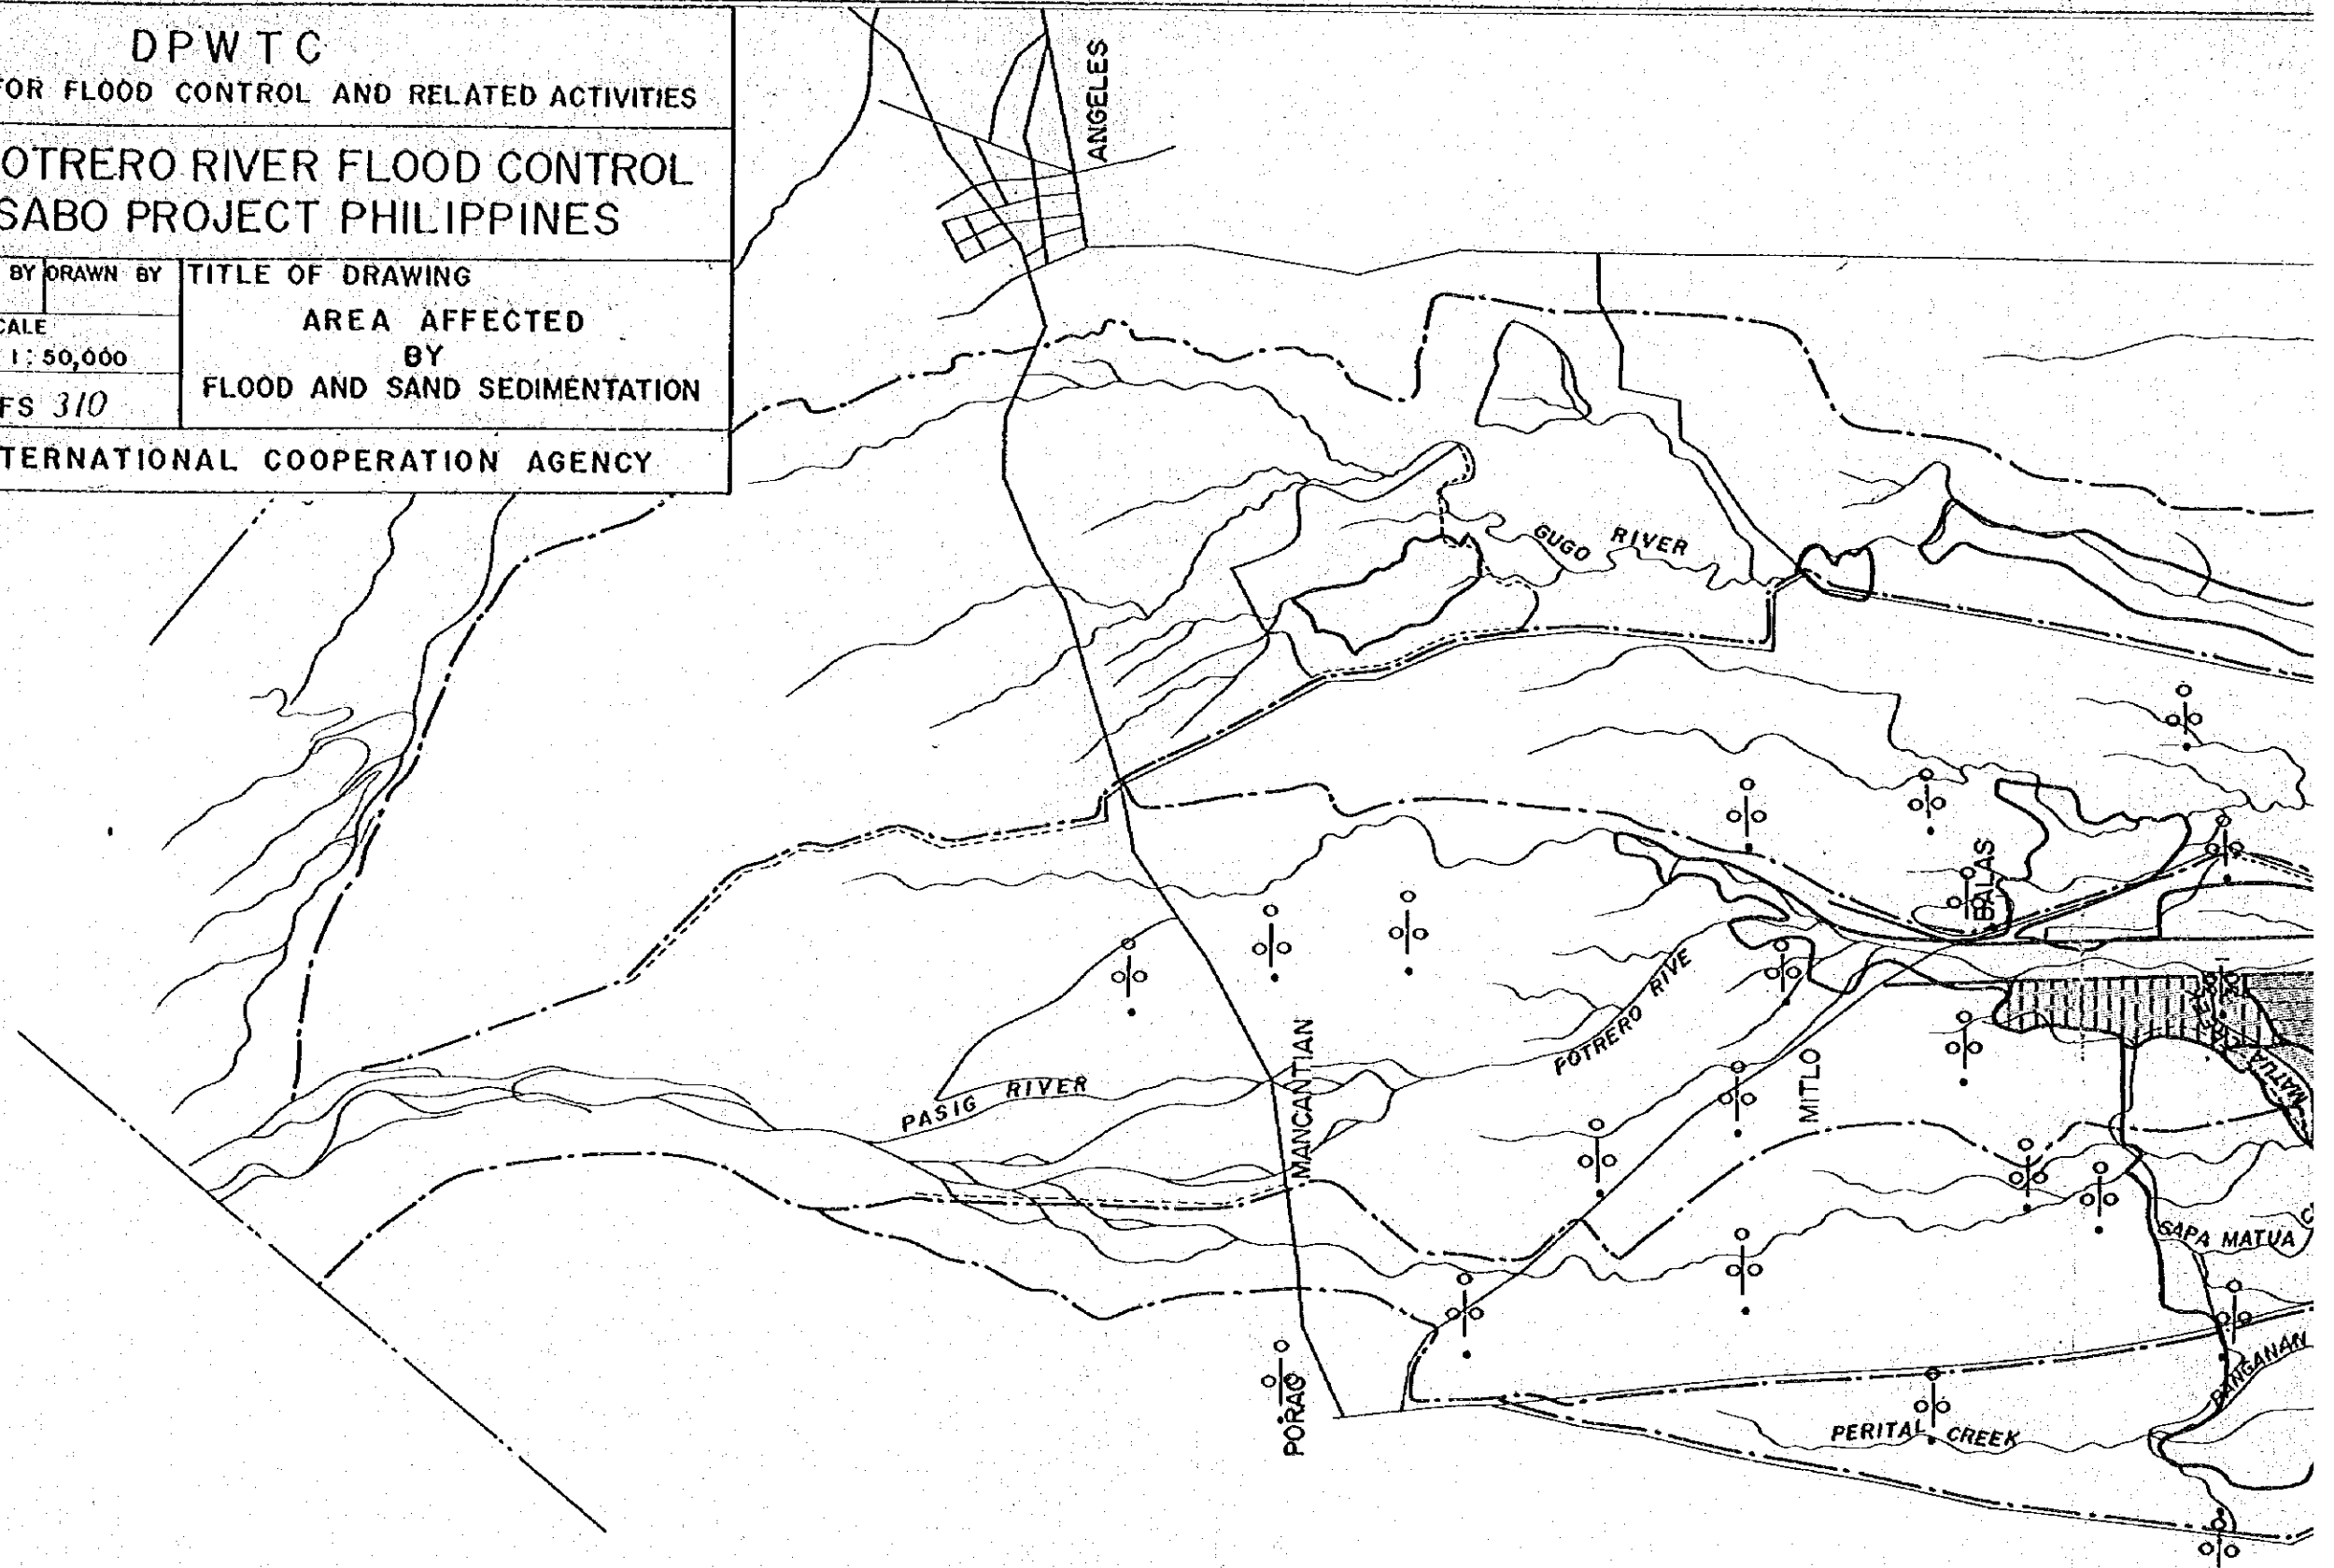 DPWTC
FOR FLOOD CONTROL AND RELATED ACTIVITIES
OTRERO RIVER FLOOD CONTROL
SABO PROJECT PHILIPPINES
BY DRAWN BY
TITLE OF DRAWING
CALE
1:50,000
FS 310
AREA AFFECTED
BY
FLOOD AND SAND SEDIMENTATION
TERNATIONAL COOPERATION AGENCY
ANGELES
GUGO RIVER
BALAS
POTRERO RIVE
MANCANTIAN
PASIG RIVER
MITLO
MATUA
SAPA MATUA C
PORAC
PERITAL CREEK